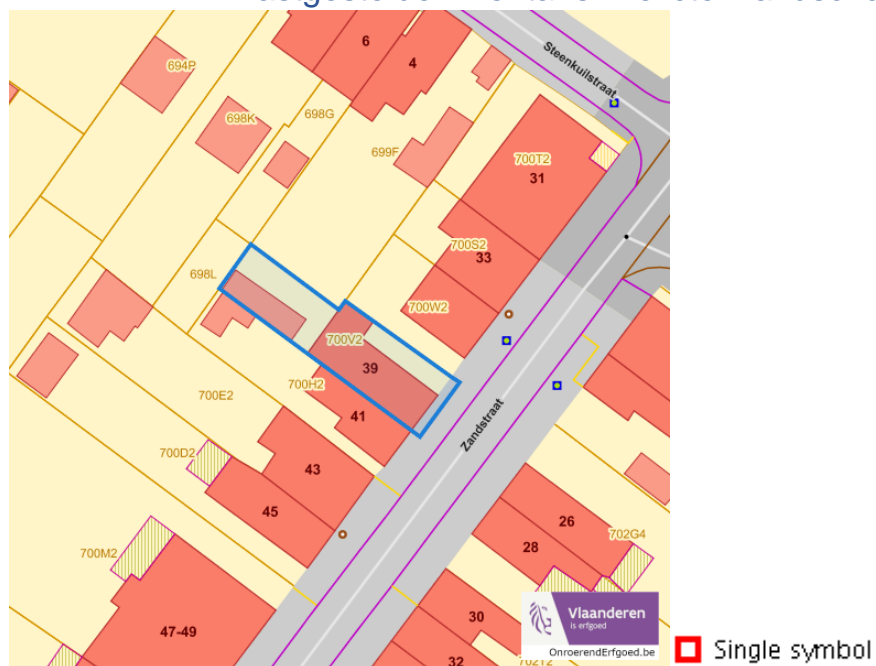 6
4
Steenkuilstraat
694P
698K
698G
699F
700T2
31
700S2
33
698L
700W2
700V2
39
700H2
41
700E2
Zandstraat
700D2
43
45
26
28
702G4
700M2
47-49
30
32
Vlaanderen
is erfgoed
OnroerendErfgoed.be
Single symbol